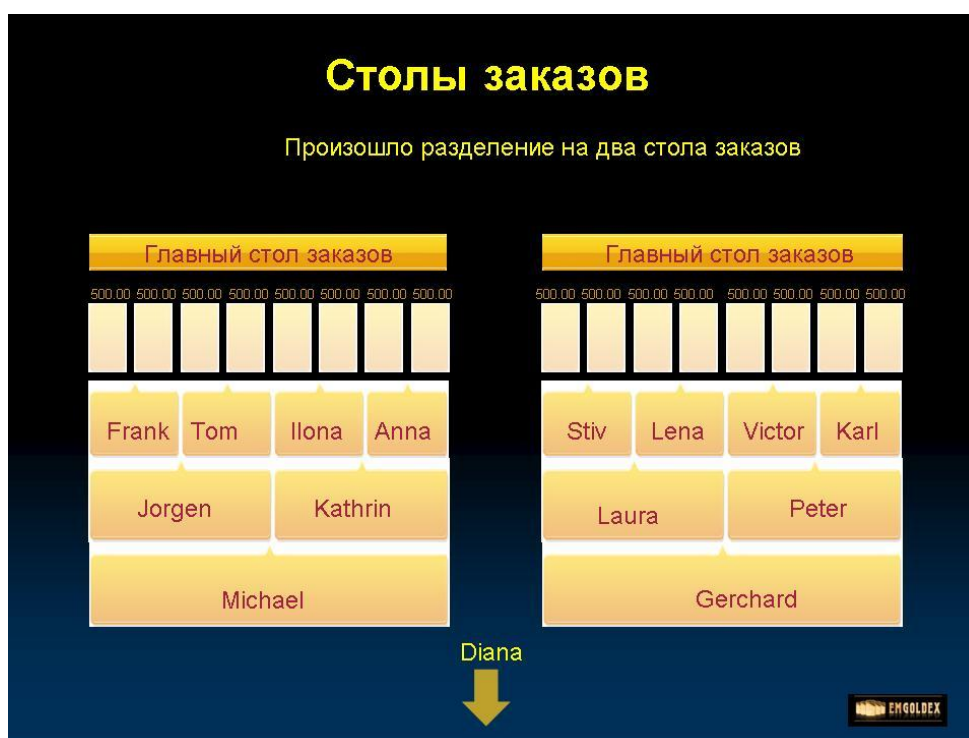 Столы заказов
Произошло разделение на два стола заказов
Главный стол заказов
500.00 500.00 500.00 500.00 500.00 500.00 500.00 500.00
Frank Tom Ilona Anna
Jorgen Kathrin
Michael
Главный стол заказов
500.00 500.00 500.00 500.00 500.00 500.00 500.00 500.00
Stiv Lena Victor Karl
Laura Peter
Gerchard
Diana
EMGOLDEX